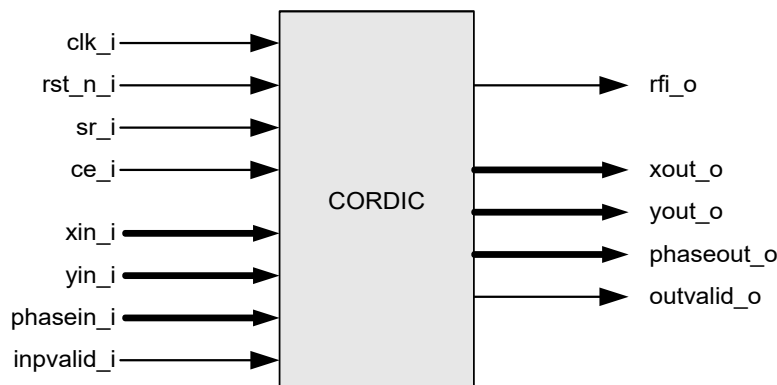 clk_i
rst_n_i
sr_i
ce_i
xin_i
yin_i
phasein_i
inpvalid_i
CORDIC
rfi_o
xout_o
yout_o
phaseout_o
outvalid_o